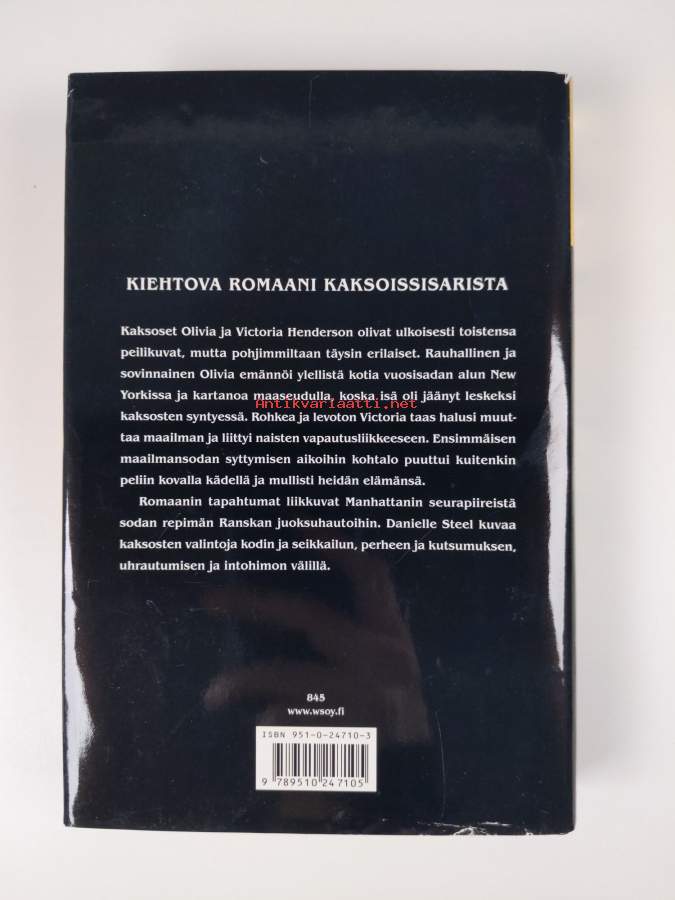 KIEHTOVA ROMAANI KAKSOISSISARISTA
Kaksoset Olivia ja Victoria Henderson olivat ulkoisesti toistensa
peilikuvat, mutta pohjimmiltaan täysin erilaiset. Rauhallinen ja
sovinnainen Olivia emännöi ylellistä kotia vuosisadan alun New
Yorkissa ja kartanoa maaseudulla, koska isä oli jäänyt leskeksi
Antikvariaatti.net
kaksosten syntyessä. Rohkea ja levoton Victoria taas halusi muut-
taa maailman ja liittyi naisten vapautusliikkeeseen. Ensimmäisen
maailmansodan syttymisen aikoihin kohtalo puuttui kuitenkin
peliin kovalla kädellä ja mullisti heidän elämänsä.
Romaanin tapahtumat liikkuvat Manhattanin seurapiireistä
sodan repimän Ranskan juoksuhautoihin. Danielle Steel kuvaa
kaksosten valintoja kodin ja seikkailun, perheen ja kutsumuksen,
uhrautumisen ja intohimon välillä.
845
www.wsoy.fi
ISBN 951-0-24710-3
9 789510 247105